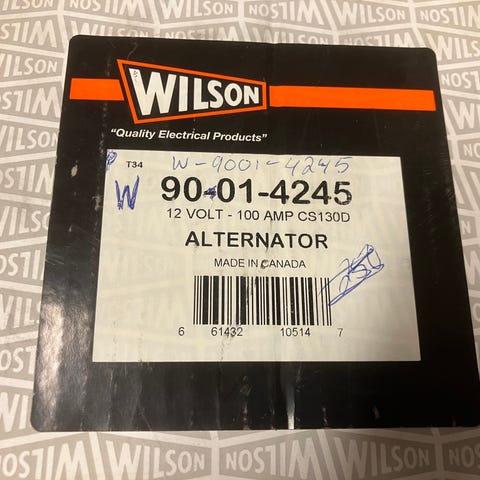 WILSON
"Quality Electrical Products"
T34
W-9001-4245
W
90-01-4245
12 VOLT - 100 AMP CS130D
ALTERNATOR
MADE IN CANADA
250
6 61432 10514 7